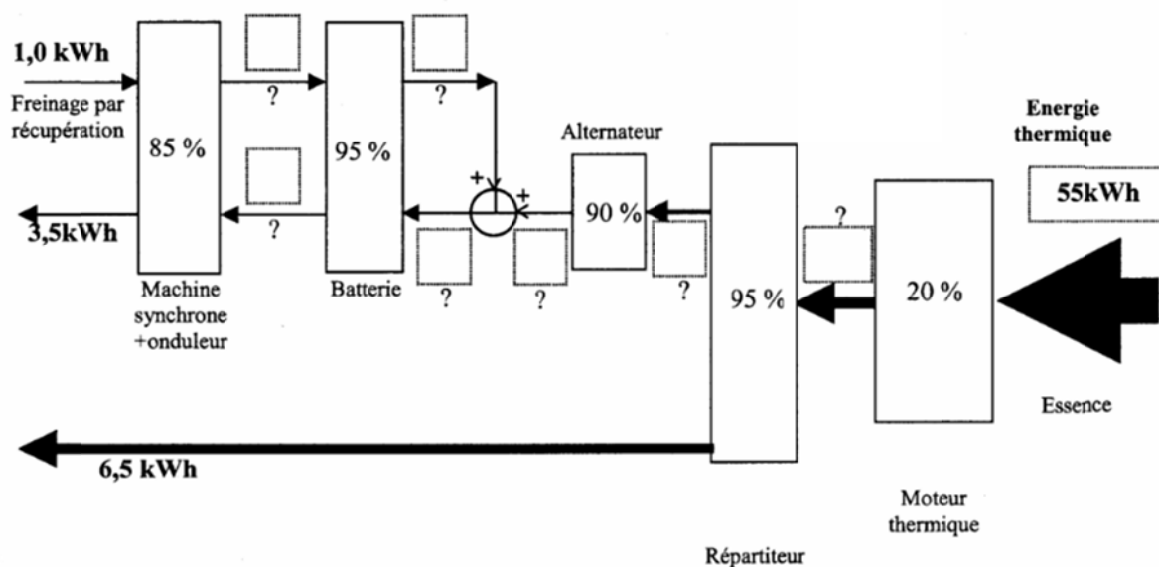 1,0 kWh
Freinage par
récupération
85 %
?
95 %
?
?
3,5kWh
Machine
synchrone
+onduleur
Batterie
+
+
?
?
Alternateur
90 %
?
95 %
?
20 %
Energie
thermique
55kWh
Essence
6,5 kWh
Moteur
thermique
Répartiteur